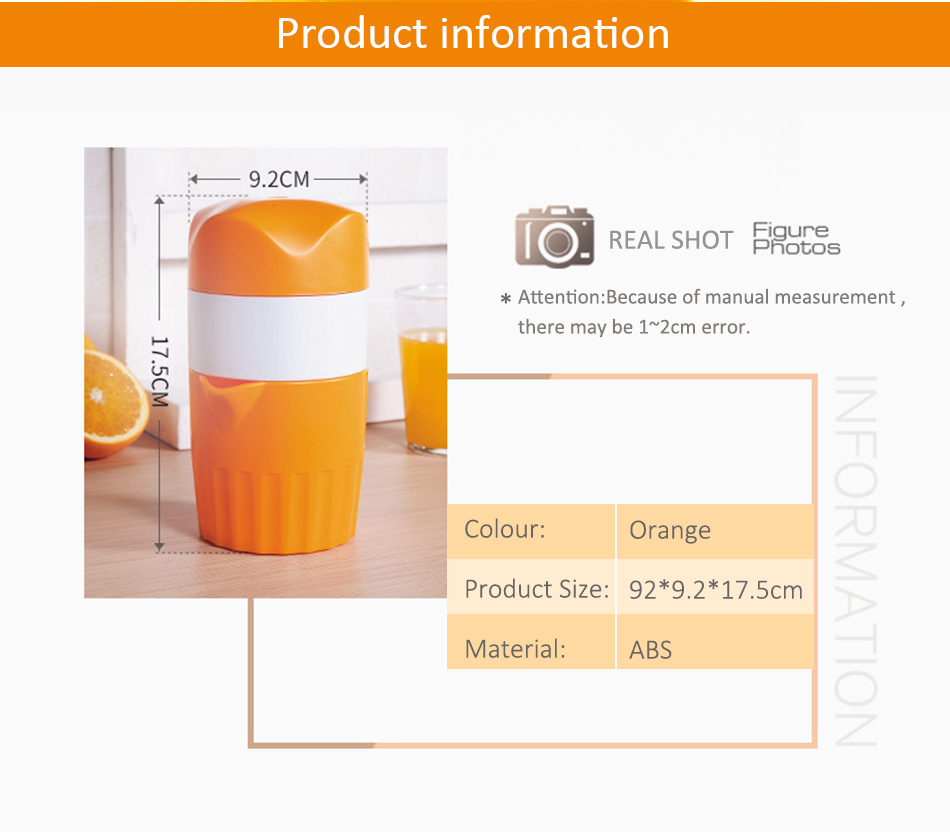 Product information
9.2CM
17.5CM
REAL SHOT
Figure
Photos
* Attention:Because of manual measurement ,
there may be 1~2cm error.
INFORMATION
Colour: Orange
Product Size: 92*9.2*17.5cm
Material: ABS